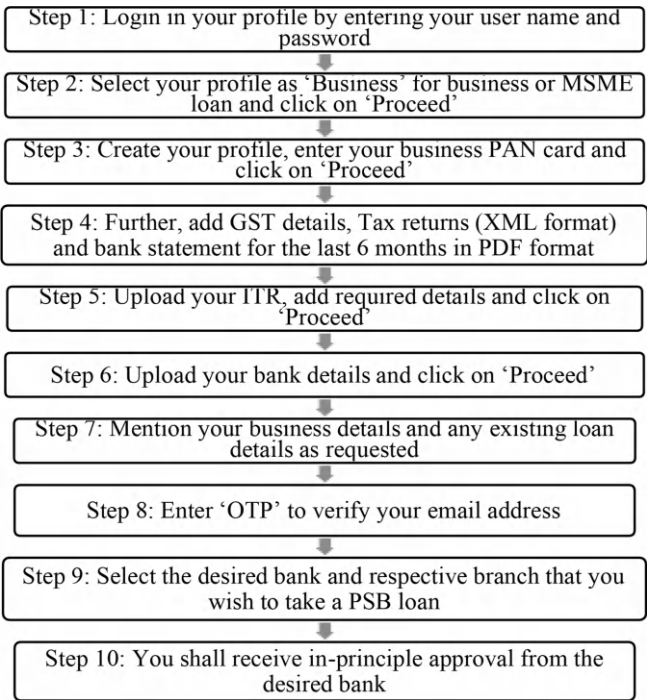 Step 1: Login in your profile by entering your user name and
password
Step 2: Select your profile as ‘Business’ for business or MSME
loan and click on ‘Proceed’
Step 3: Create your profile, enter your business PAN card and
click on ‘Proceed’
Step 4: Further, add GST details, Tax returns (XML format)
and bank statement for the last 6 months in PDF format
Step 5: Upload your ITR, add required details and click on
‘Proceed’
Step 6: Upload your bank details and click on ‘Proceed’
Step 7: Mention your business details and any existing loan
details as requested
Step 8: Enter ‘OTP’ to verify your email address
Step 9: Select the desired bank and respective branch that you
wish to take a PSB loan
Step 10: You shall receive in-principle approval from the
desired bank